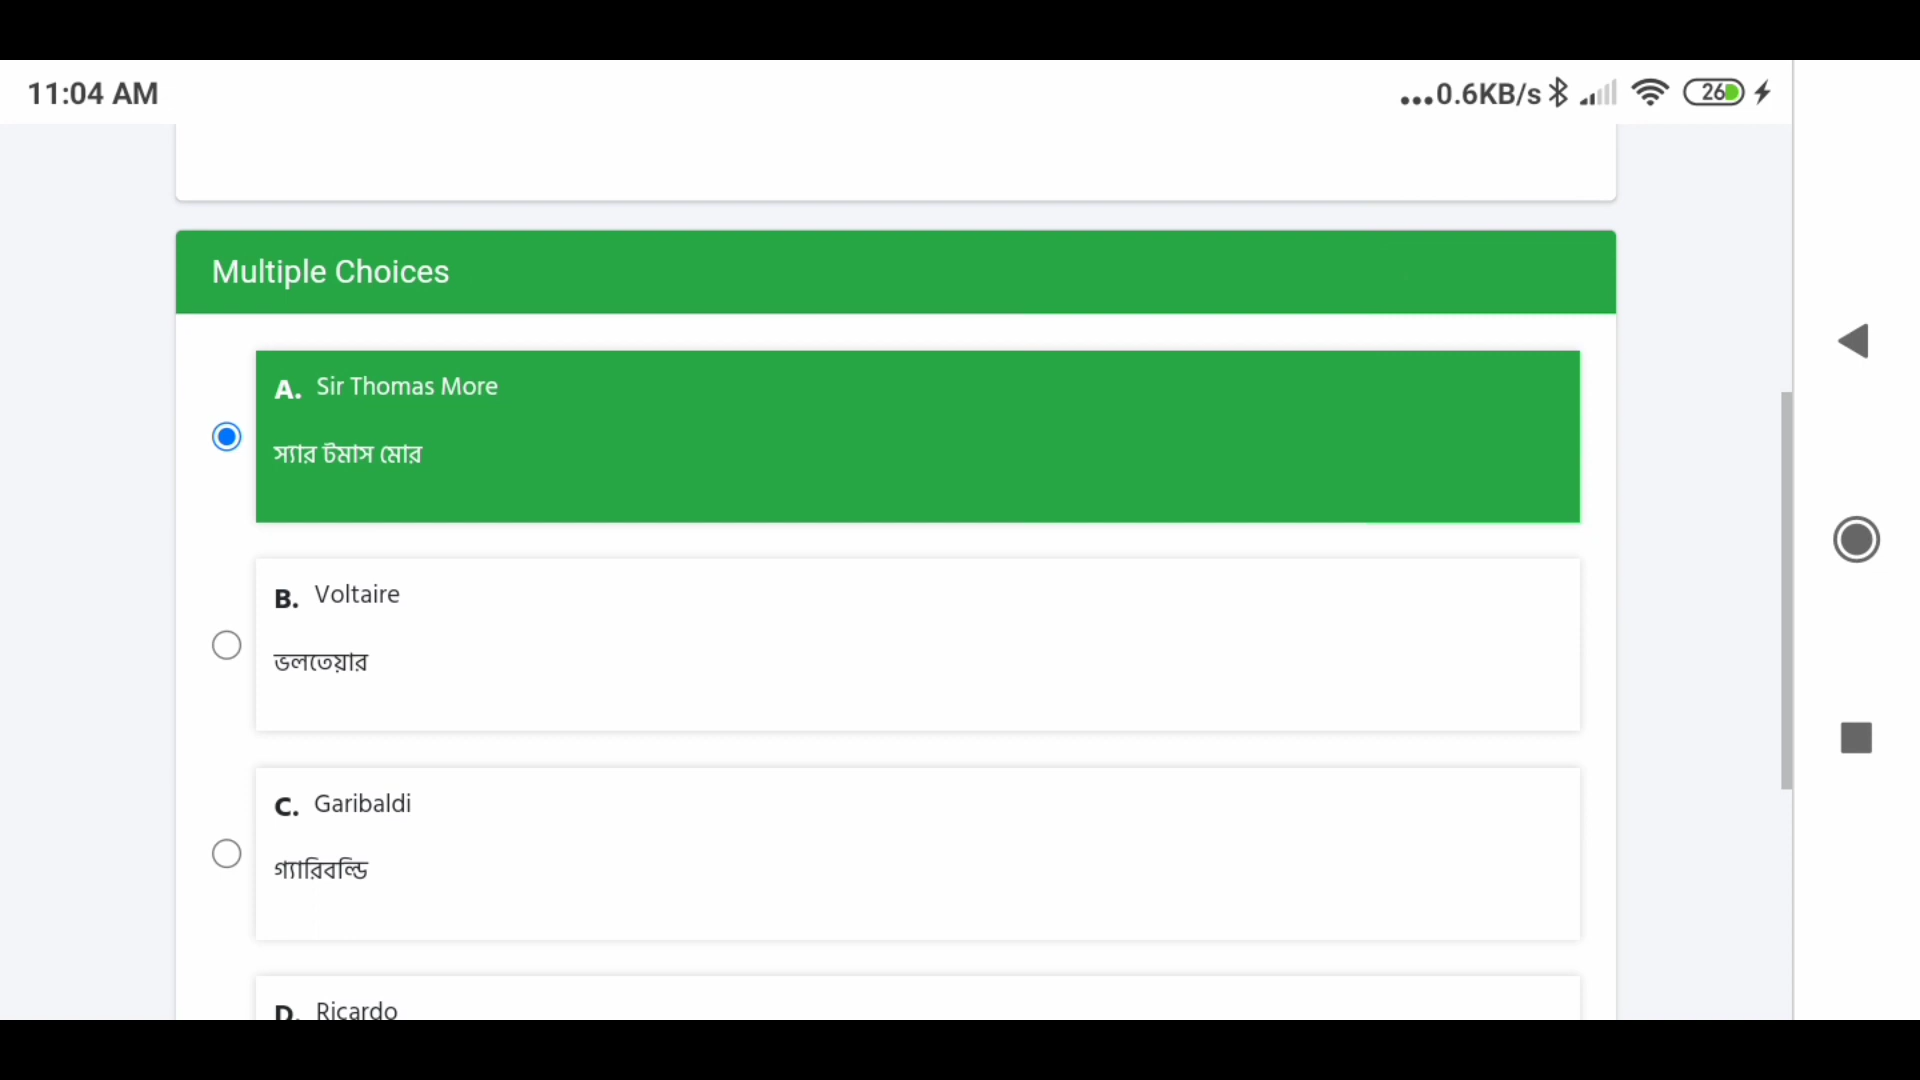 11:04 AM
...0.6KB/s
26
Multiple Choices
A. Sir Thomas More
স্যার টমাস মোর
B. Voltaire
ভলতেয়ার
C. Garibaldi
গ্যারিবল্ডি
D. Ricardo